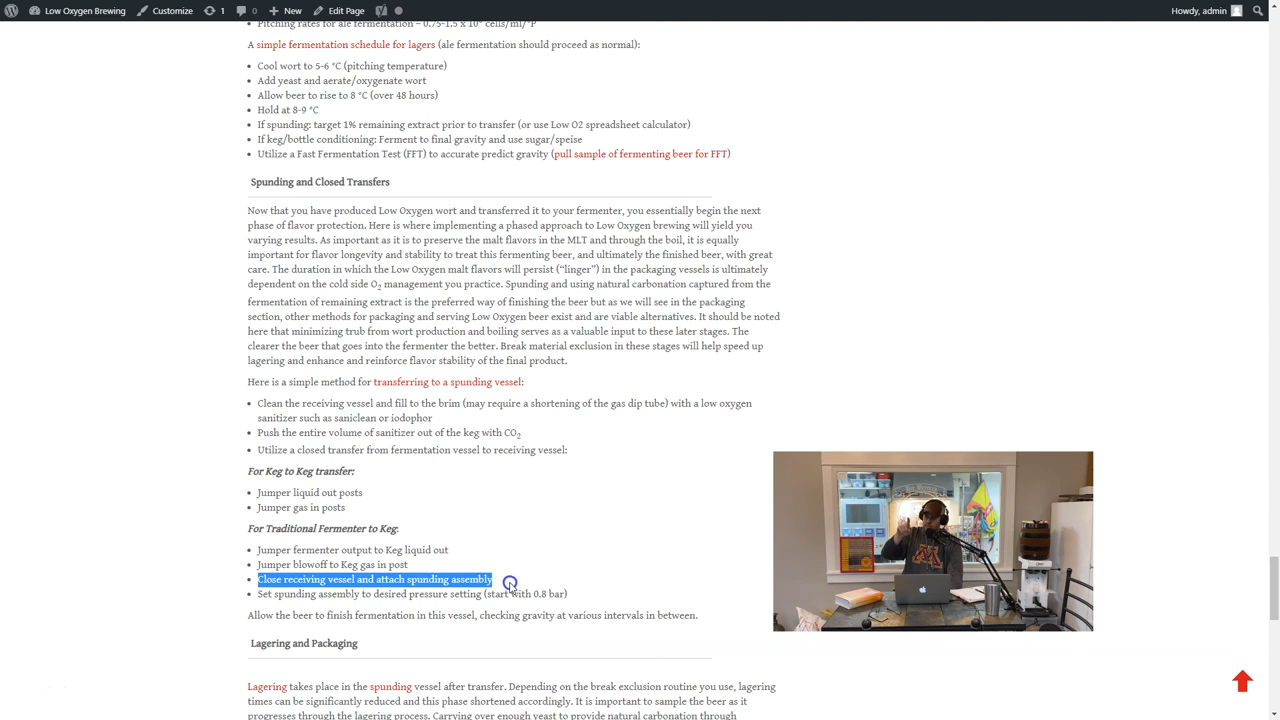 Low Oxygen Brewing Customize 1 0 New Edit Page Howdy, admin
Pitching rates for ale fermentation – 0.75-1.5 x 10⁶ cells/ml/°P
A simple fermentation schedule for lagers (ale fermentation should proceed as normal):
Cool wort to 5-6 °C (pitching temperature)
Add yeast and aerate/oxygenate wort
Allow beer to rise to 8 °C (over 48 hours)
Hold at 8-9 °C
If spunding: target 1% remaining extract prior to transfer (or use Low O2 spreadsheet calculator)
If keg/bottle conditioning: Ferment to final gravity and use sugar/speise
Utilize a Fast Fermentation Test (FFT) to accurate predict gravity (pull sample of fermenting beer for FFT)
Spunding and Closed Transfers
Now that you have produced Low Oxygen wort and transferred it to your fermenter, you essentially begin the next
phase of flavor protection. Here is where implementing a phased approach to Low Oxygen brewing will yield you
varying results. As important as it is to preserve the malt flavors in the MLT and through the boil, it is equally
important for flavor longevity and stability to treat this fermenting beer, and ultimately the finished beer, with great
care. The duration in which the Low Oxygen malt flavors will persist (“linger”) in the packaging vessels is ultimately
dependent on the cold side O₂ management you practice. Spunding and using natural carbonation captured from the
fermentation of remaining extract is the preferred way of finishing the beer but as we will see in the packaging
section, other methods for packaging and serving Low Oxygen beer exist and are viable alternatives. It should be noted
here that minimizing trub from wort production and boiling serves as a valuable input to these later stages. The
clearer the beer that goes into the fermenter the better. Break material exclusion in these stages will help speed up
lagering and enhance and reinforce flavor stability of the final product.
Here is a simple method for transferring to a spunding vessel:
Clean the receiving vessel and fill to the brim (may require a shortening of the gas dip tube) with a low oxygen
sanitizer such as saniclean or iodophor
Push the entire volume of sanitizer out of the keg with CO₂
Utilize a closed transfer from fermentation vessel to receiving vessel:
For Keg to Keg transfer:
Jumper liquid out posts
Jumper gas in posts
For Traditional Fermenter to Keg:
Jumper fermenter output to Keg liquid out
Jumper blowoff to Keg gas in post
Close receiving vessel and attach spunding assembly
Set spunding assembly to desired pressure setting (start with 0.8 bar)
Allow the beer to finish fermentation in this vessel, checking gravity at various intervals in between.
Lagering and Packaging
Lagering takes place in the spunding vessel after transfer. Depending on the break exclusion routine you use, lagering
times can be significantly reduced and this phase shortened accordingly. It is important to sample the beer as it
progresses through the lagering process. Carrying over enough yeast to provide natural carbonation through